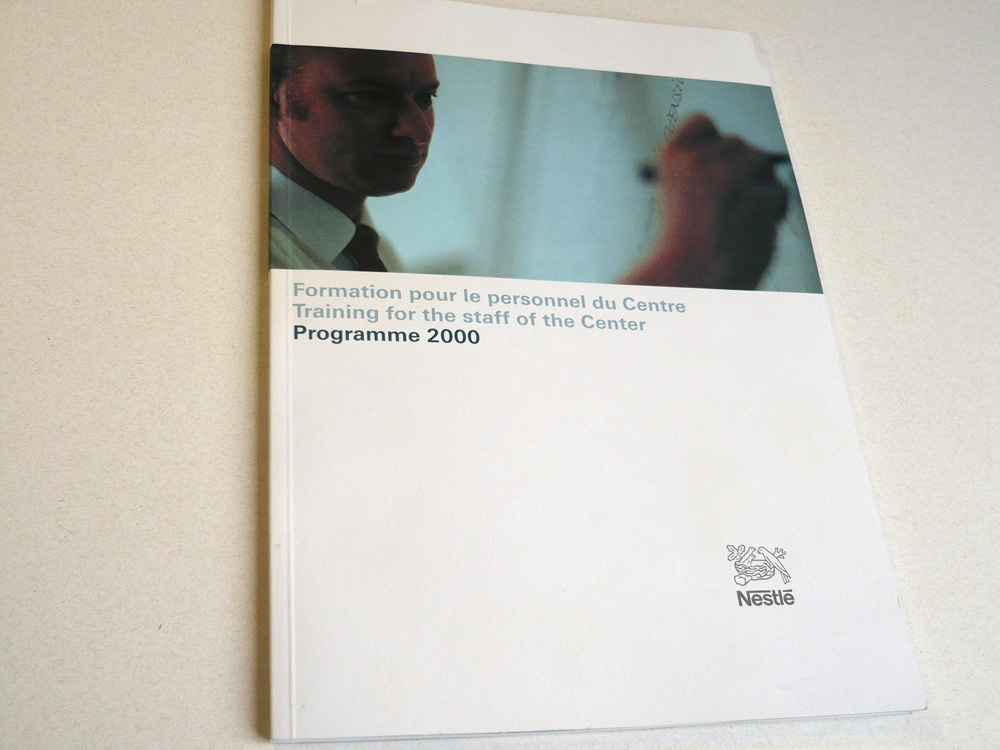 Formation pour le personnel du Centre
Training for the staff of the Center
Programme 2000
Nestlé